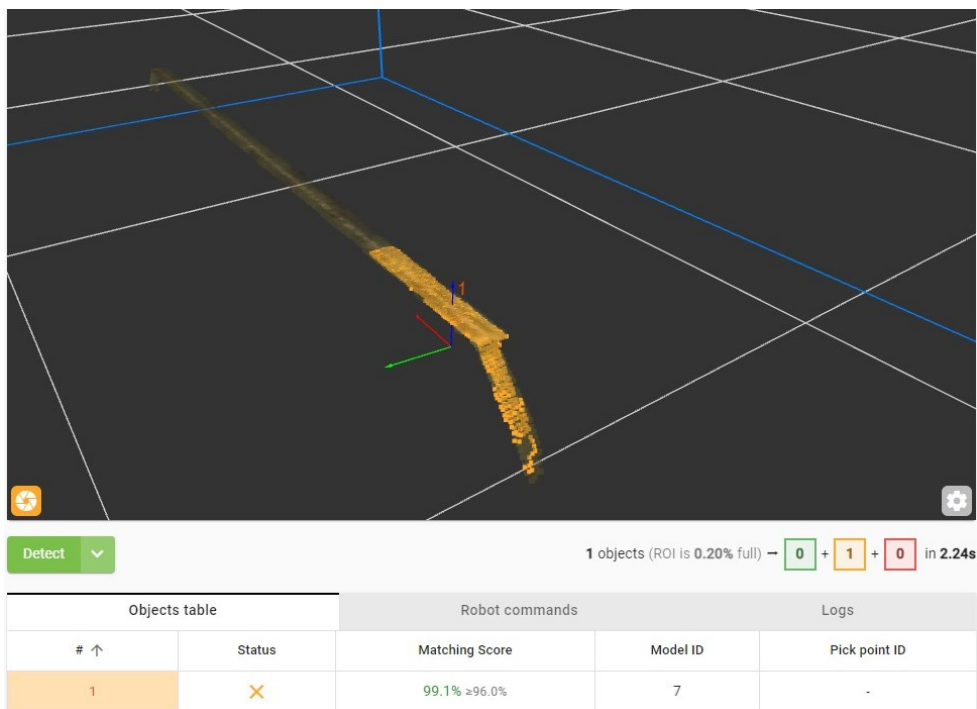 1
Detect
1 objects (ROI is 0.20% full) → 0 + 1 + 0 in 2.24s
Objects table Robot commands Logs
# ↑ Status Matching Score Model ID Pick point ID
1 × 99.1% ≥96.0% 7 -